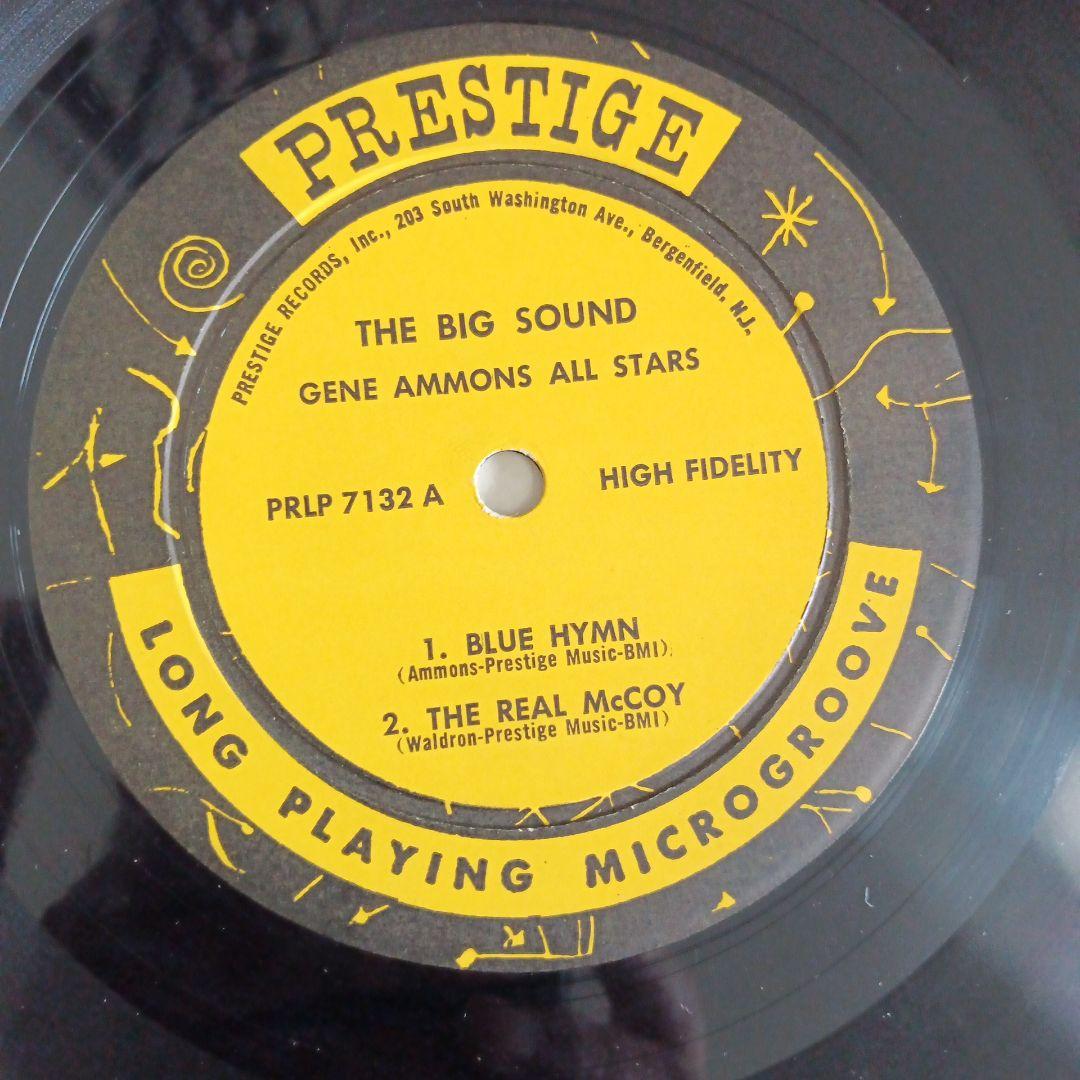 PRESTIGE
PRESTIGE RECORDS, Inc., 203 South Washington Ave., Bergenfield, N.J.
THE BIG SOUND
GENE AMMONS ALL STARS
PRLP 7132 A
HIGH FIDELITY
1. BLUE HYMN
(Ammons-Prestige Music-BMI)
2. THE REAL McCOY
(Waldron-Prestige Music-BMI)
LONG PLAYING MICROGROOVE